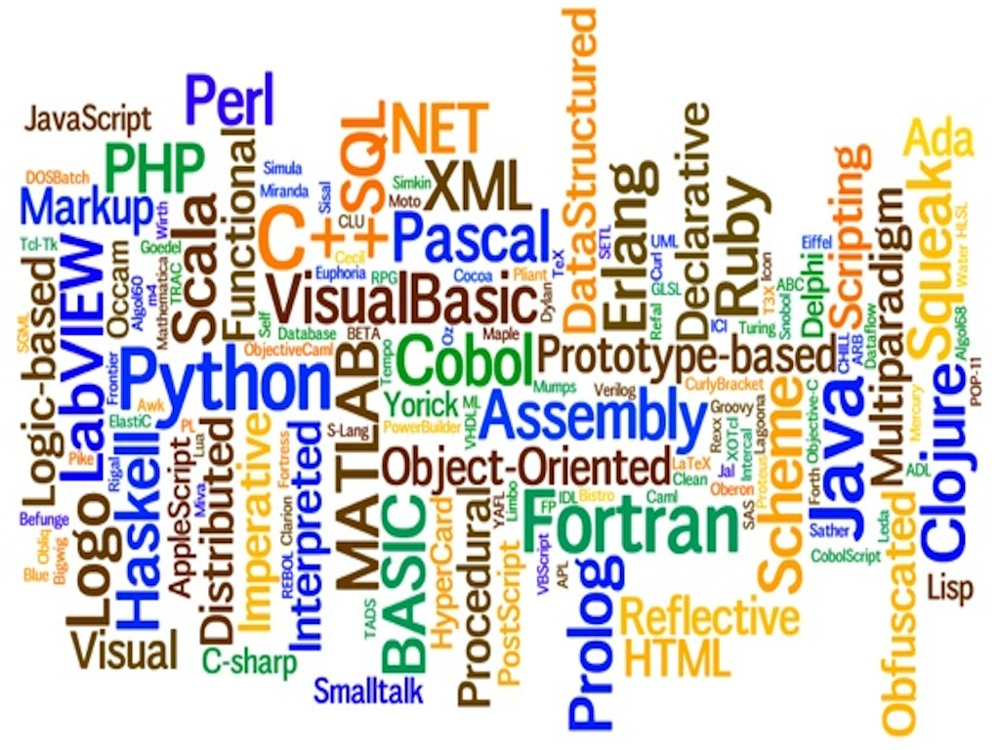 Perl
JavaScript
PHP
DOSBatch
Markup
Wirth
Tcl-Tk
Goedel
Scala
Functional
Simula
Miranda
Sisal
SQL
NET
Simkin
Moto
XML
C++
CLU
Cecil
Pascal
Euphoria
RPG
Cocoa
Pliant
TeX
DataStructured
SETL
Erlang
UML
Curl
GLSL
Refal
Declarative
Ruby
Icon
T3X
ABC
Eiffel
Delphi
Scripting
Ada
Squeak
HLSL
Water
Multiparadigm
Algol68
POP-11
SGML
Logic-based
LabVIEW
Occam
Algol60
m4
TRAC
Mathematica
Self
VisualBasic
Dylan
Database
BETA
ObjectiveCaml
Tempo
Oz
Maple
ICI
Turing
Snobol
CHILL
ARB
Dataflow
Frontier
Python
Awk
ElastiC
PL
Lua
MATLAB
Cobol
Prototype-based
Mumps
Verilog
CurlyBracket
Yorick
ML
PowerBuilder
VHDL
Assembly
Groovy
Rexx
XOTcl
Intercal
Lagoona
Proteus
Scheme
Objective-C
Forth
Java
Mercury
Clojure
ADL
Pike
Rigal
Haskell
AppleScript
Miva
Distributed
Imperative
Fortress
Clarion
REBOL
Interpreted
S-Lang
Object-Oriented
LaTeX
Clean
Jal
Oberon
SAS
Befunge
Obliq
Blue
Bigwig
Logo
BASIC
HyperCard
Procedural
YAFL
Limbo
FP
IDL
Bistro
Caml
Fortran
Sather
CobolScript
Leda
Obfuscated
Lisp
Visual
C-sharp
TADS
PostScript
VBScript
APL
Prolog
Reflective
HTML
Smalltalk